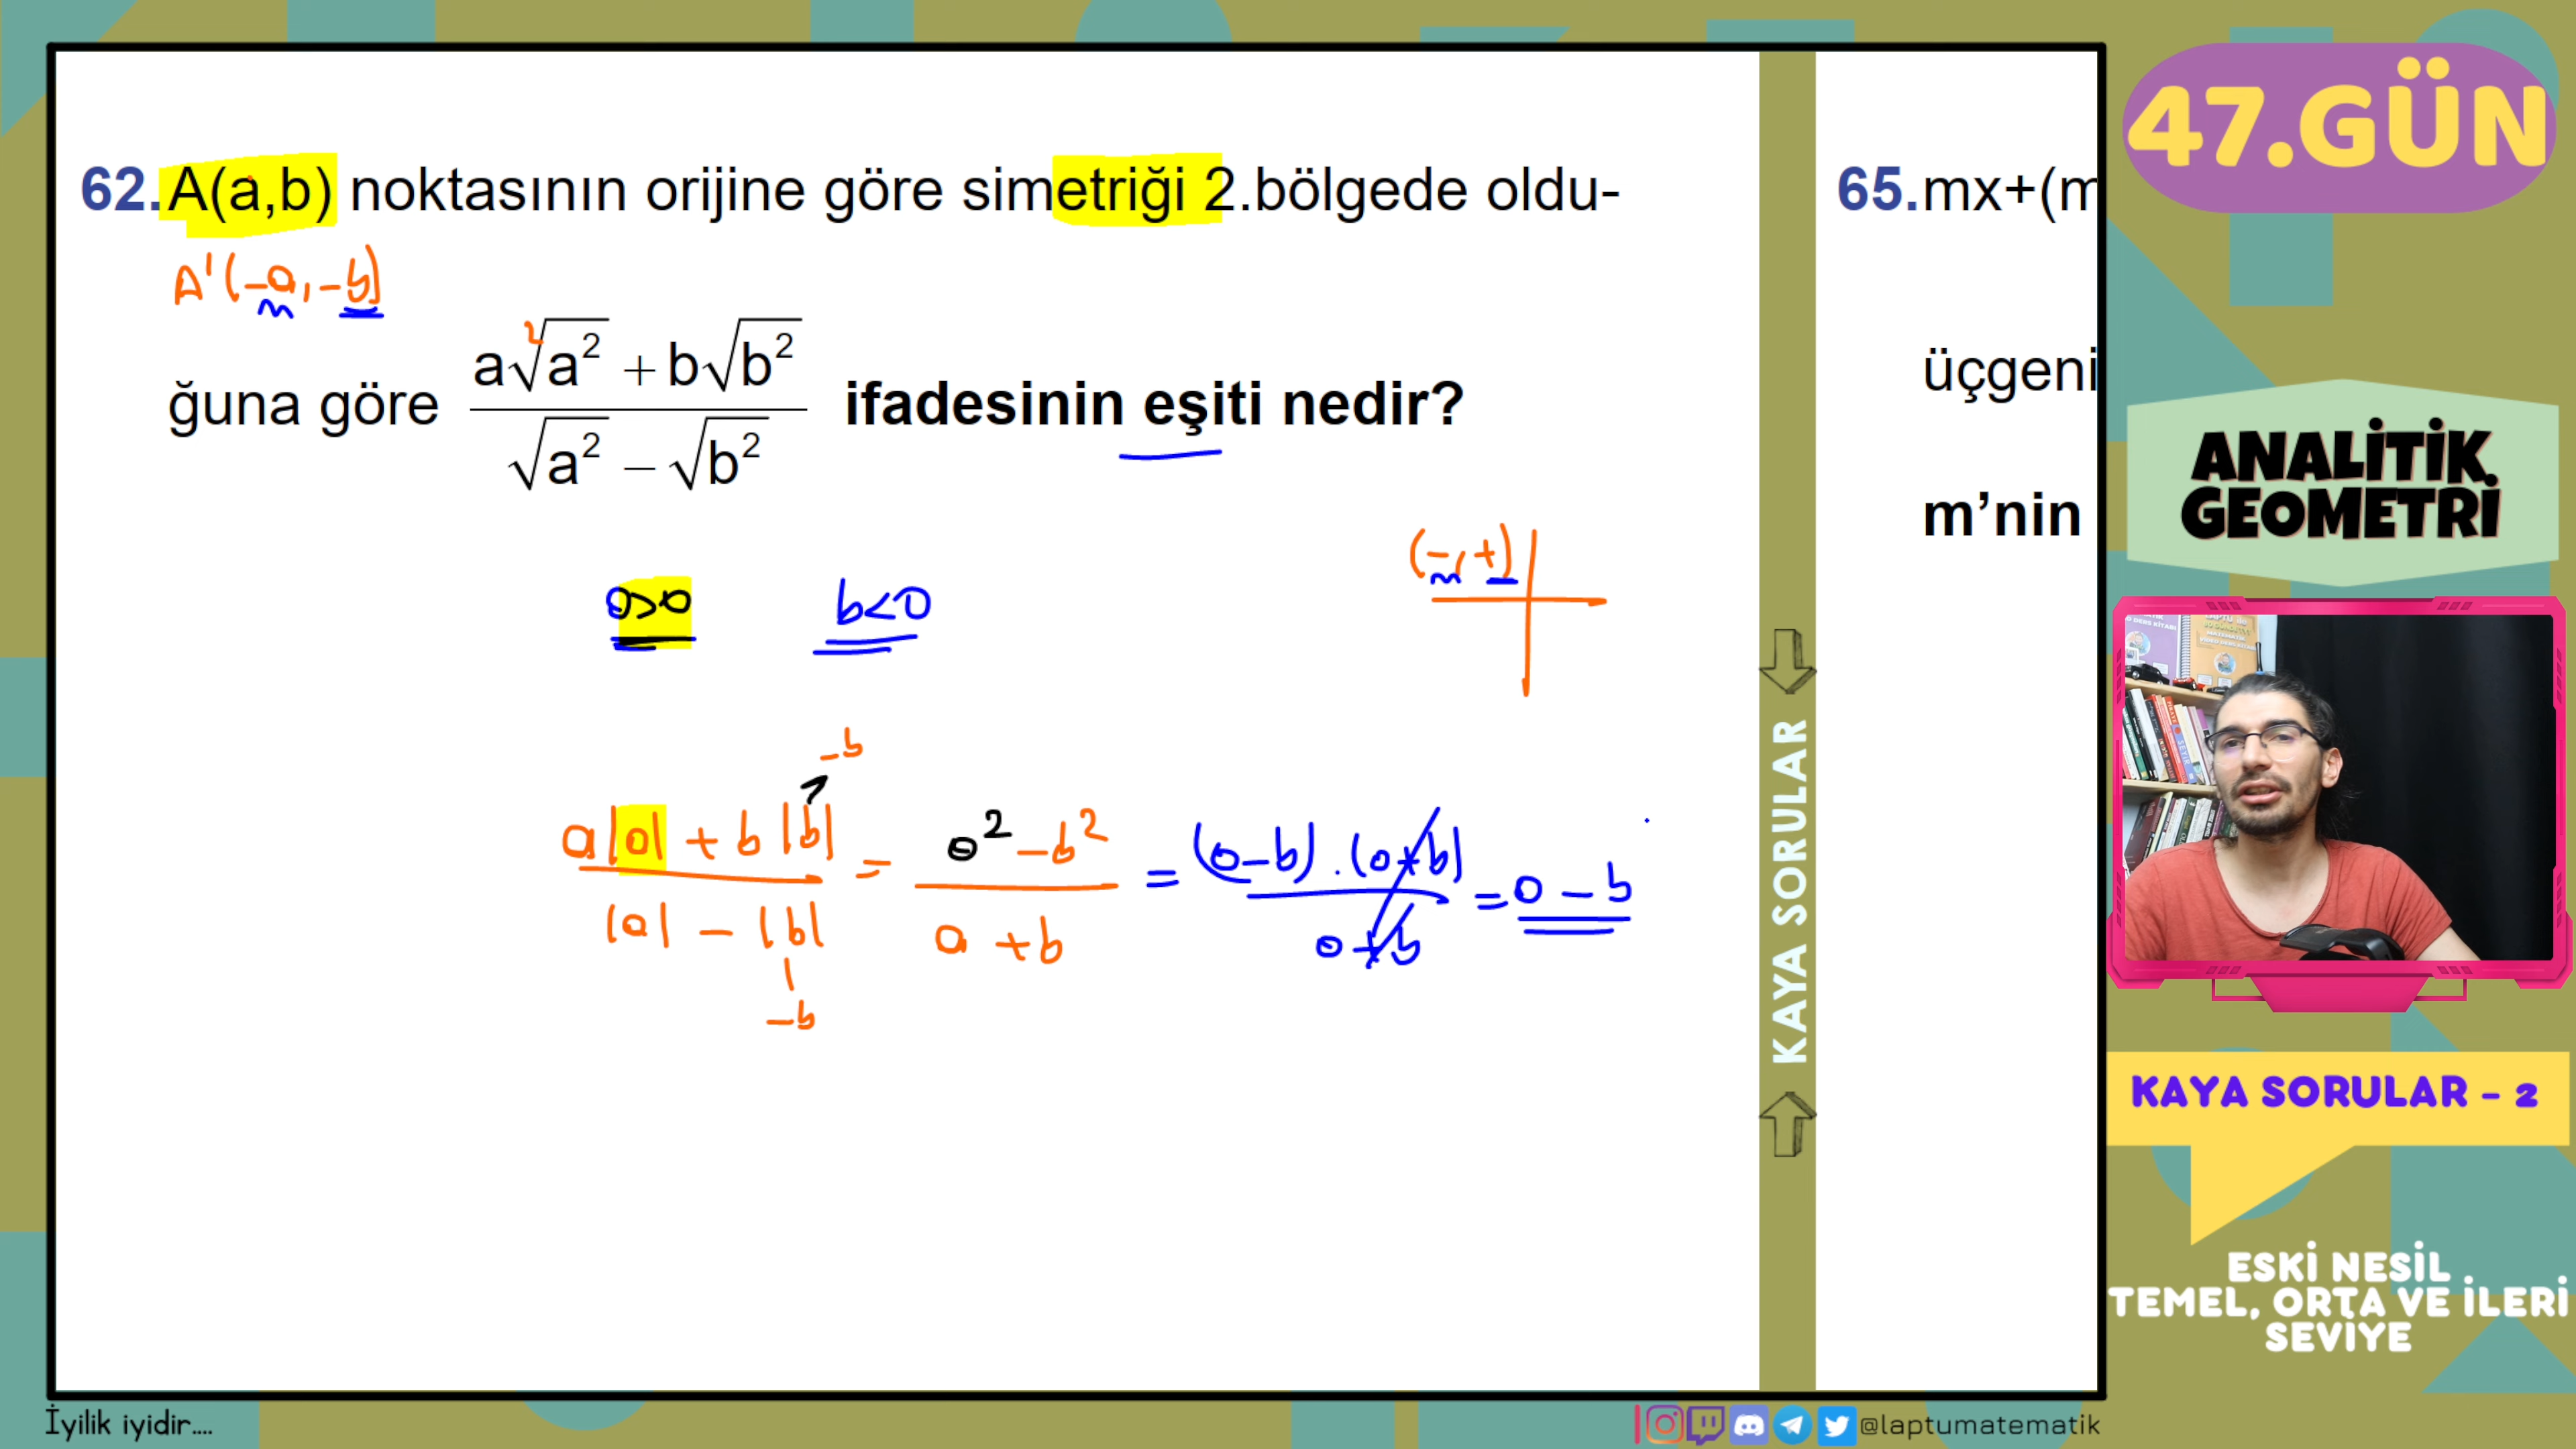 62. A(a,b) noktasının orijine göre simetriği 2.bölgede oldu-
A'(-a,-b)
ğuna göre (a√a² + b√b²)/(√a² − √b²) ifadesinin eşiti nedir?
a>0 b<0
(-,+)
-b
(a|a| + b|b|)/(|a| − |b|) = (a² − b²)/(a + b) = ((a−b).(a+b))/(a+b) = a − b
-b
65. mx+(m
üçgeni
m'nin
KAYA SORULAR
47.GÜN
ANALİTİK
GEOMETRİ
KAYA SORULAR - 2
ESKİ NESİL
TEMEL, ORTA VE İLERİ
SEVİYE
İyilik iyidir....
@laptumatematik